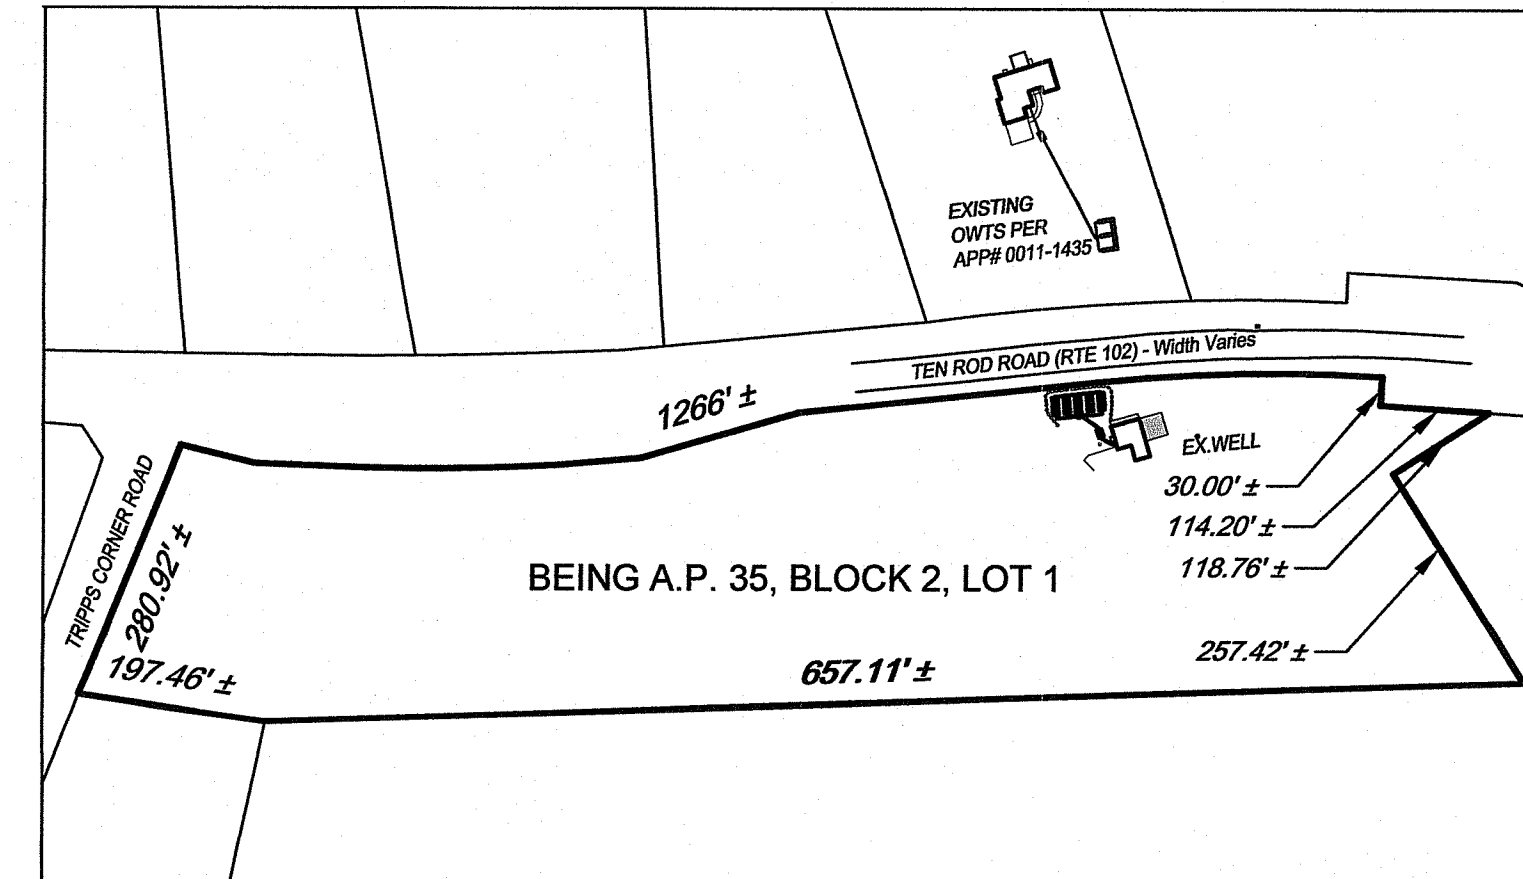 EXISTING
OWTS PER
APP# 0011-1435
TEN ROD ROAD (RTE 102) - Width Varies
1266' ±
EX.WELL
30.00' ±
114.20' ±
118.76' ±
257.42' ±
TRIPPS CORNER ROAD
280.92' ±
197.46' ±
BEING A.P. 35, BLOCK 2, LOT 1
657.11' ±